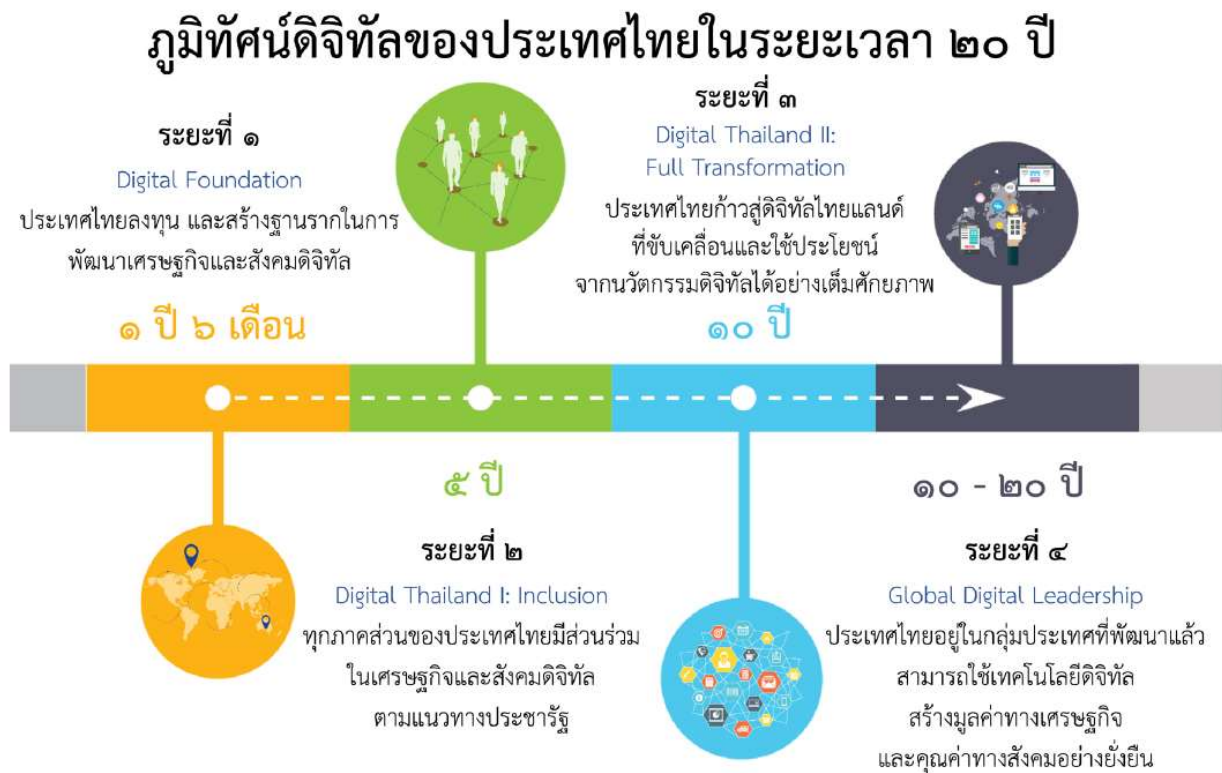 ภูมิทัศน์ดิจิทัลของประเทศไทยในระยะเวลา ๒๐ ปี
ระยะที่ ๑
Digital Foundation
ประเทศไทยลงทุน และสร้างฐานรากในการ
พัฒนาเศรษฐกิจและสังคมดิจิทัล
๑ ปี ๖ เดือน
ระยะที่ ๓
Digital Thailand II:
Full Transformation
ประเทศไทยก้าวสู่ดิจิทัลไทยแลนด์
ที่ขับเคลื่อนและใช้ประโยชน์
จากนวัตกรรมดิจิทัลได้อย่างเต็มศักยภาพ
๑๐ ปี
๕ ปี
ระยะที่ ๒
Digital Thailand I: Inclusion
ทุกภาคส่วนของประเทศไทยมีส่วนร่วม
ในเศรษฐกิจและสังคมดิจิทัล
ตามแนวทางประชารัฐ
๑๐ - ๒๐ ปี
ระยะที่ ๔
Global Digital Leadership
ประเทศไทยอยู่ในกลุ่มประเทศที่พัฒนาแล้ว
สามารถใช้เทคโนโลยีดิจิทัล
สร้างมูลค่าทางเศรษฐกิจ
และคุณค่าทางสังคมอย่างยั่งยืน